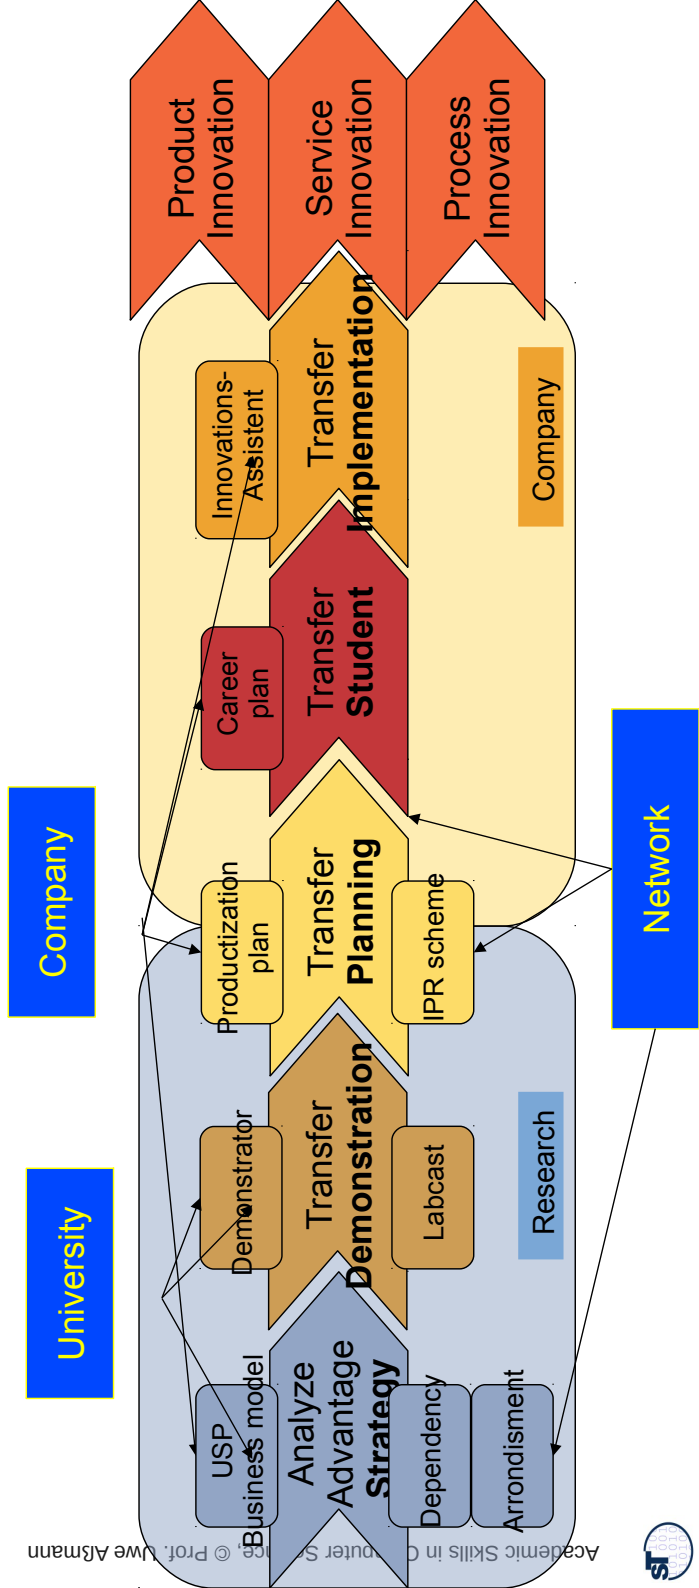 University
Company
USP
Business model
Demonstrator
Productization
plan
Career
plan
Innovations-
Assistent
Analyze
Advantage
Strategy
Transfer
Demonstration
Transfer
Planning
Transfer
Student
Transfer
Implementation
Product
Innovation
Service
Innovation
Process
Innovation
Dependency
Arrondisment
Labcast
IPR scheme
Research
Company
Network
Academic Skills in Computer Science, © Prof. Uwe Aßmann
ST